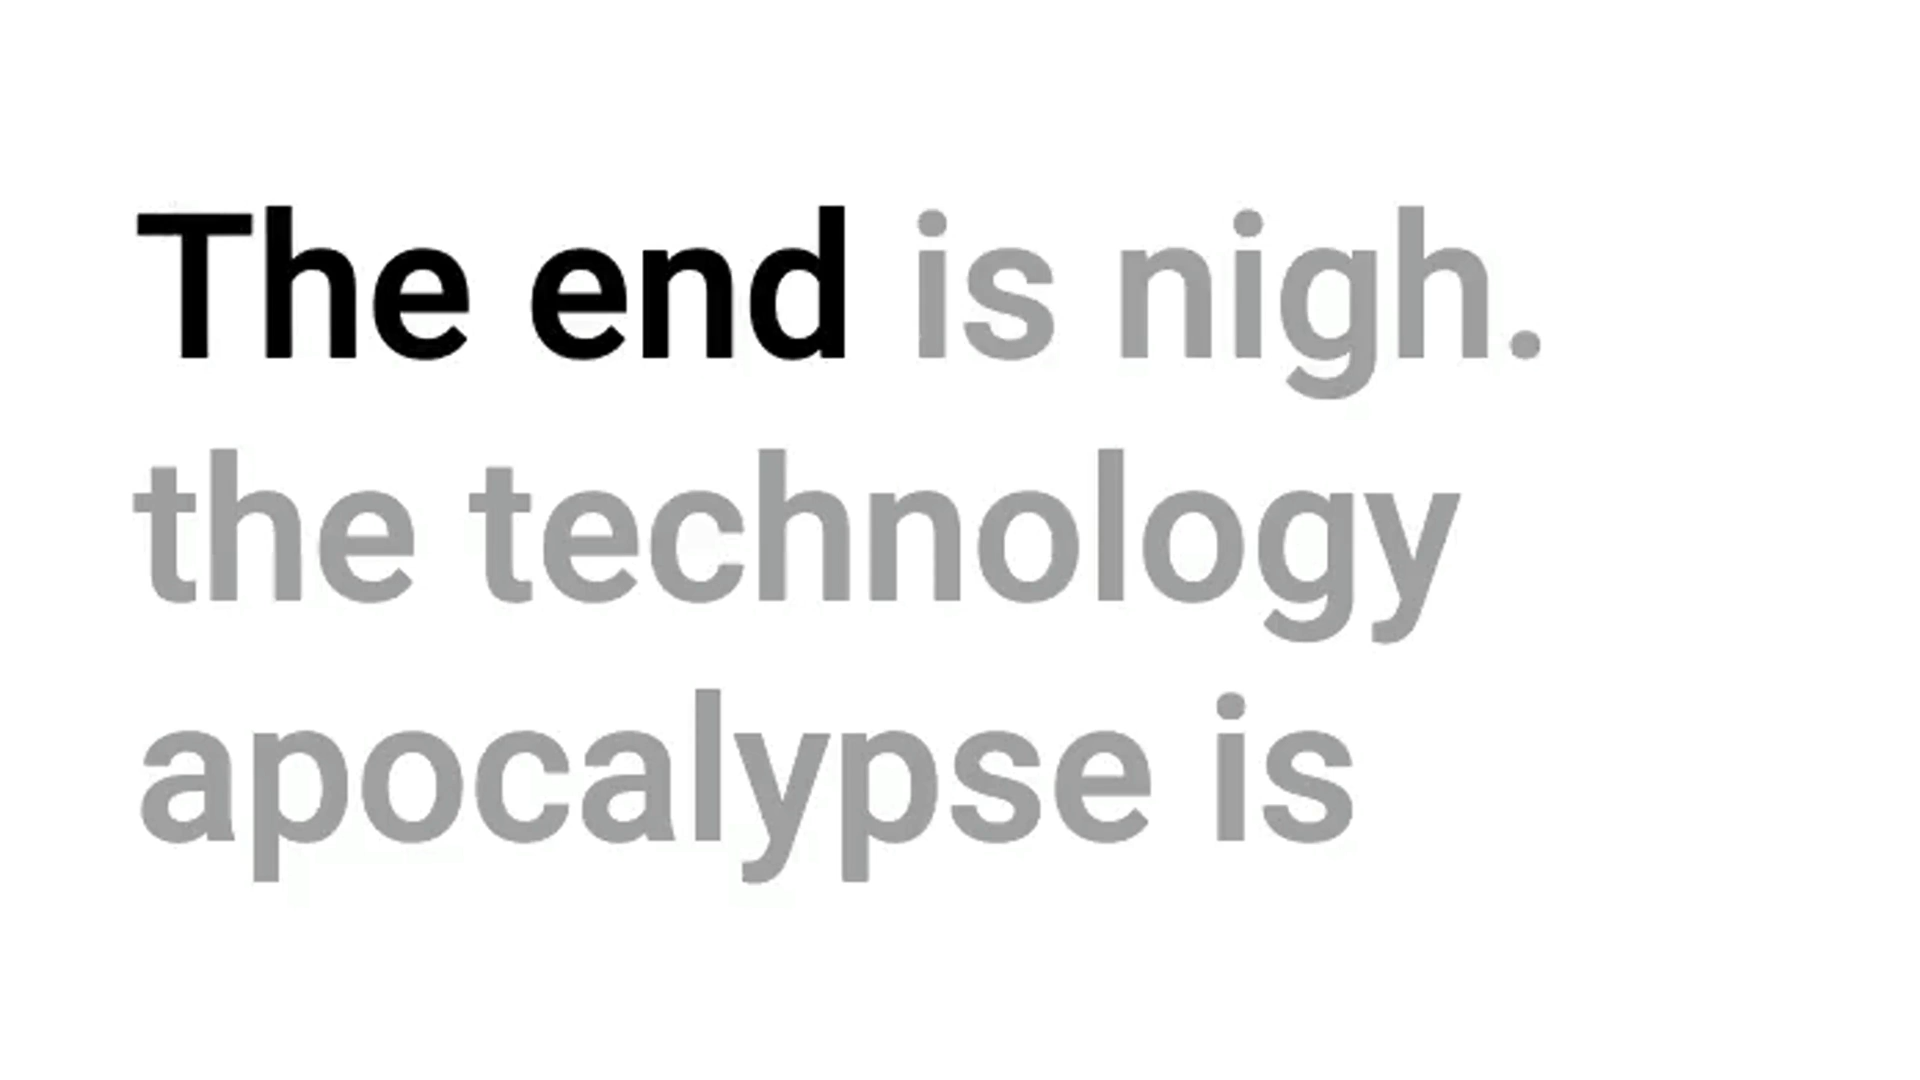 The end is nigh.
the technology
apocalypse is